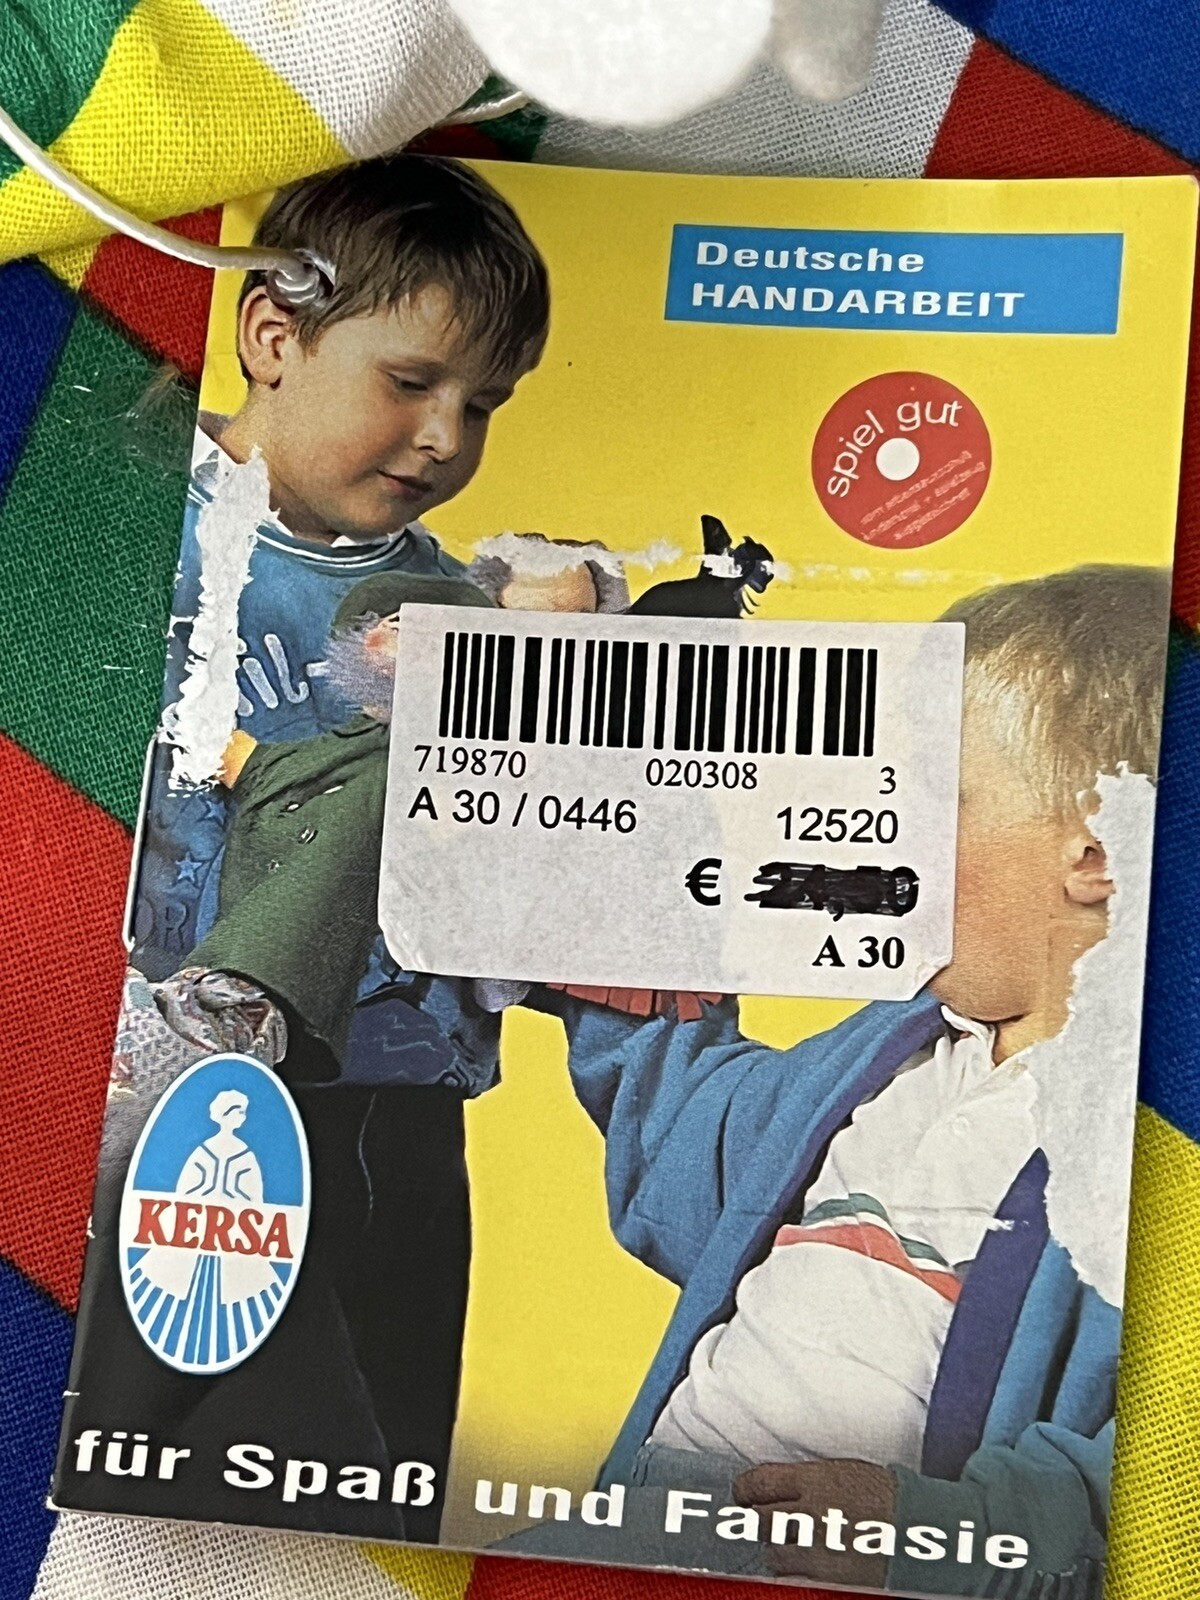 Deutsche
HANDARBEIT
spiel gut
719870 020308 3
A 30 / 0446 12520
€
A 30
KERSA
für Spaß und Fantasie